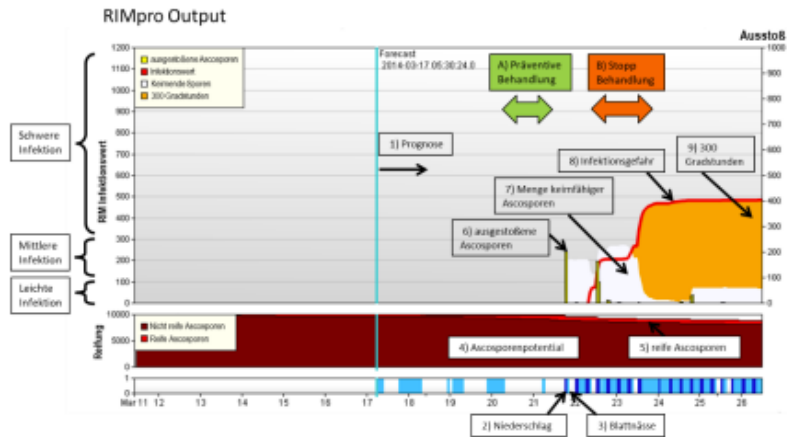 RIMpro Output
Ausstoß
1200
1100
1000
900
800
700
600
500
400
300
200
100
0
RIM Infektionswert
1000
900
800
700
600
500
400
300
200
100
0
ausgestoßene Ascosporen
Infektionswert
Keimende Sporen
300 Gradstunden
Forecast
2014-03-17 05:30:24.0
A) Präventive
Behandlung
B) Stopp
Behandlung
Schwere
Infektion
Mittlere
Infektion
Leichte
Infektion
1) Prognose
9) 300
Gradstunden
8) Infektionsgefahr
7) Menge keimfähiger
Ascosporen
6) ausgestoßene
Ascosporen
Reifung
10000
5000
0
Nicht reife Ascosporen
Reife Ascosporen
4) Ascosporenpotential
5) reife Ascosporen
1
0
Mar 11 12 13 14 15 16 17 18 19 20 21 22 23 24 25 26
2) Niederschlag
3) Blattnässe